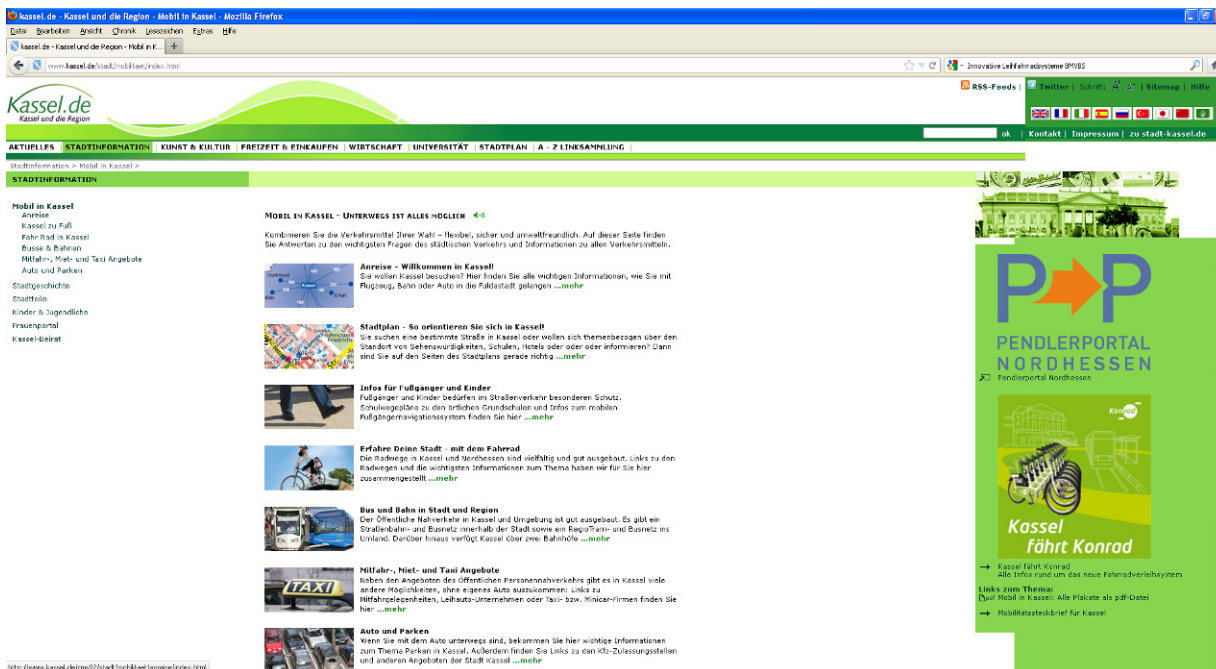 kassel.de - Kassel und die Region - Mobil in Kassel - Mozilla Firefox
Datei Bearbeiten Ansicht Chronik Lesezeichen Extras Hilfe
kassel.de - Kassel und die Region - Mobil in K...
www.kassel.de/stadt/mobilitaet/index.html
Innovative Leihfahrradsysteme BMVBS
RSS-Feeds | Twitter | Schrift: A+ A- | Sitemap | Hilfe
Kassel.de
Kassel und die Region
ok | Kontakt | Impressum | zu stadt-kassel.de
AKTUELLES | STADTINFORMATION | KUNST & KULTUR | FREIZEIT & EINKAUFEN | WIRTSCHAFT | UNIVERSITÄT | STADTPLAN | A - Z LINKSAMMLUNG |
Stadtinformation > Mobil in Kassel >
STADTINFORMATION
Mobil in Kassel
Anreise
Kassel zu Fuß
Fahr Rad in Kassel
Busse & Bahnen
Mitfahr-, Miet- und Taxi Angebote
Auto und Parken
Stadtgeschichte
Stadtteile
Kinder & Jugendliche
Frauenportal
Kassel-Beirat
MOBIL IN KASSEL - UNTERWEGS IST ALLES MÖGLICH
Kombinieren Sie die Verkehrsmittel Ihrer Wahl – flexibel, sicher und umweltfreundlich. Auf dieser Seite finden
Sie Antworten zu den wichtigsten Fragen des städtischen Verkehrs und Informationen zu allen Verkehrsmitteln.
Dortmund
Kassel
Köln
Erfurt
Anreise - Willkommen in Kassel!
Sie wollen Kassel besuchen? Hier finden Sie alle wichtigen Informationen, wie Sie mit
Flugzeug, Bahn oder Auto in die Fuldastadt gelangen ...mehr
Stadtplan - So orientieren Sie sich in Kassel!
Sie suchen eine bestimmte Straße in Kassel oder wollen sich themenbezogen über den
Standort von Sehenswürdigkeiten, Schulen, Hotels oder oder oder informieren? Dann
sind Sie auf den Seiten des Stadtplans gerade richtig ...mehr
Infos für Fußgänger und Kinder
Fußgänger und Kinder bedürfen im Straßenverkehr besonderen Schutz.
Schulwegepläne zu den örtlichen Grundschulen und Infos zum mobilen
Fußgängernavigationssystem finden Sie hier ...mehr
Erfahre Deine Stadt - mit dem Fahrrad
Die Radwege in Kassel und Nordhessen sind vielfältig und gut ausgebaut. Links zu den
Radwegen und die wichtigsten Informationen zum Thema haben wir für Sie hier
zusammengestellt ...mehr
Bus und Bahn in Stadt und Region
Der Öffentliche Nahverkehr in Kassel und Umgebung ist gut ausgebaut. Es gibt ein
Straßenbahn- und Busnetz innerhalb der Stadt sowie ein RegioTram- und Busnetz ins
Umland. Darüber hinaus verfügt Kassel über zwei Bahnhöfe ...mehr
TAXI
Mitfahr-, Miet- und Taxi Angebote
Neben den Angeboten des Öffentlichen Personennahverkehrs gibt es in Kassel viele
andere Möglichkeiten, ohne eigenes Auto auszukommen: Links zu
Mitfahrgelegenheiten, Leihauto-Unternehmen oder Taxi- bzw. Minicar-Firmen finden Sie
hier ...mehr
Auto und Parken
Wenn Sie mit dem Auto unterwegs sind, bekommen Sie hier wichtige Informationen
zum Thema Parken in Kassel. Außerdem finden Sie Links zu den Kfz-Zulassungsstellen
und anderen Angeboten der Stadt Kassel ...mehr
PP
PENDLERPORTAL
NORDHESSEN
Pendlerportal Nordhessen
Konrad
Kassel
fährt Konrad
Kassel fährt Konrad
Alle Infos rund um das neue Fahrradverleihsystem
Links zum Thema:
pdf Mobil in Kassel: Alle Plakate als pdf-Datei
Mobilitätssteckbrief für Kassel
http://www.kassel.de/cms02/stadt/mobilitaet/anreise/index.html